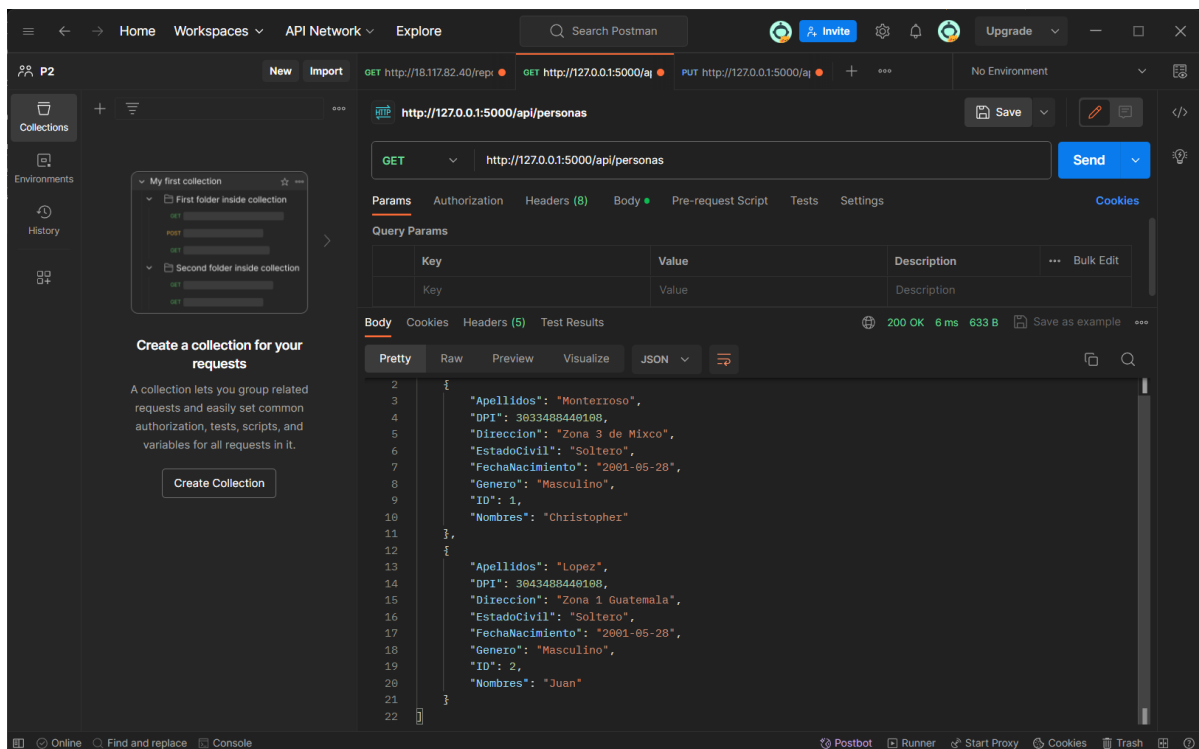 Home Workspaces API Network Explore Search Postman Invite Upgrade
P2 New Import GET http://18.117.82.40/repo GET http://127.0.0.1:5000/a PUT http://127.0.0.1:5000/a No Environment
Collections
Environments
History
My first collection
First folder inside collection
GET
POST
GET
Second folder inside collection
GET
GET
Create a collection for your
requests
A collection lets you group related
requests and easily set common
authorization, tests, scripts, and
variables for all requests in it.
Create Collection
HTTP http://127.0.0.1:5000/api/personas Save
GET http://127.0.0.1:5000/api/personas Send
Params Authorization Headers (8) Body Pre-request Script Tests Settings Cookies
Query Params
Key Value Description Bulk Edit
Key Value Description
Body Cookies Headers (5) Test Results 200 OK 6 ms 633 B Save as example
Pretty Raw Preview Visualize JSON
2 {
3 "Apellidos": "Monterroso",
4 "DPI": 3033488440108,
5 "Direccion": "Zona 3 de Mixco",
6 "EstadoCivil": "Soltero",
7 "FechaNacimiento": "2001-05-28",
8 "Genero": "Masculino",
9 "ID": 1,
10 "Nombres": "Christopher"
11 },
12 {
13 "Apellidos": "Lopez",
14 "DPI": 3043488440108,
15 "Direccion": "Zona 1 Guatemala",
16 "EstadoCivil": "Soltero",
17 "FechaNacimiento": "2001-05-28",
18 "Genero": "Masculino",
19 "ID": 2,
20 "Nombres": "Juan"
21 }
22 ]
Online Find and replace Console Postbot Runner Start Proxy Cookies Trash